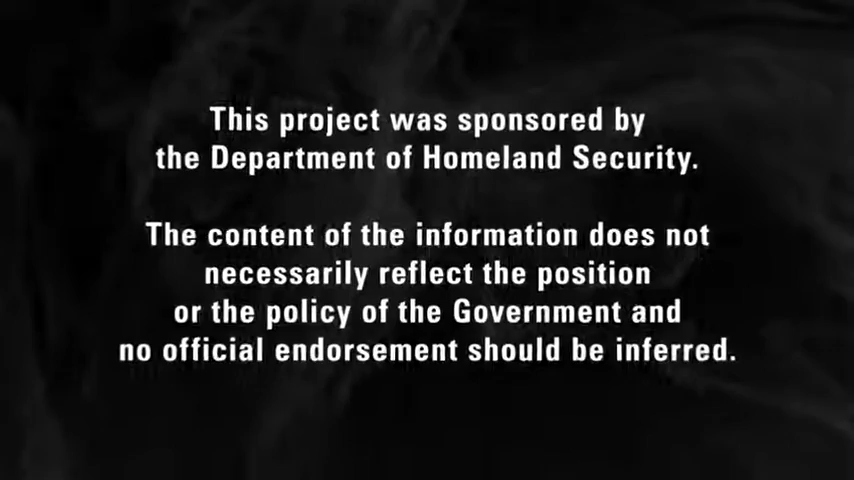 This project was sponsored by
the Department of Homeland Security.
The content of the information does not
necessarily reflect the position
or the policy of the Government and
no official endorsement should be inferred.